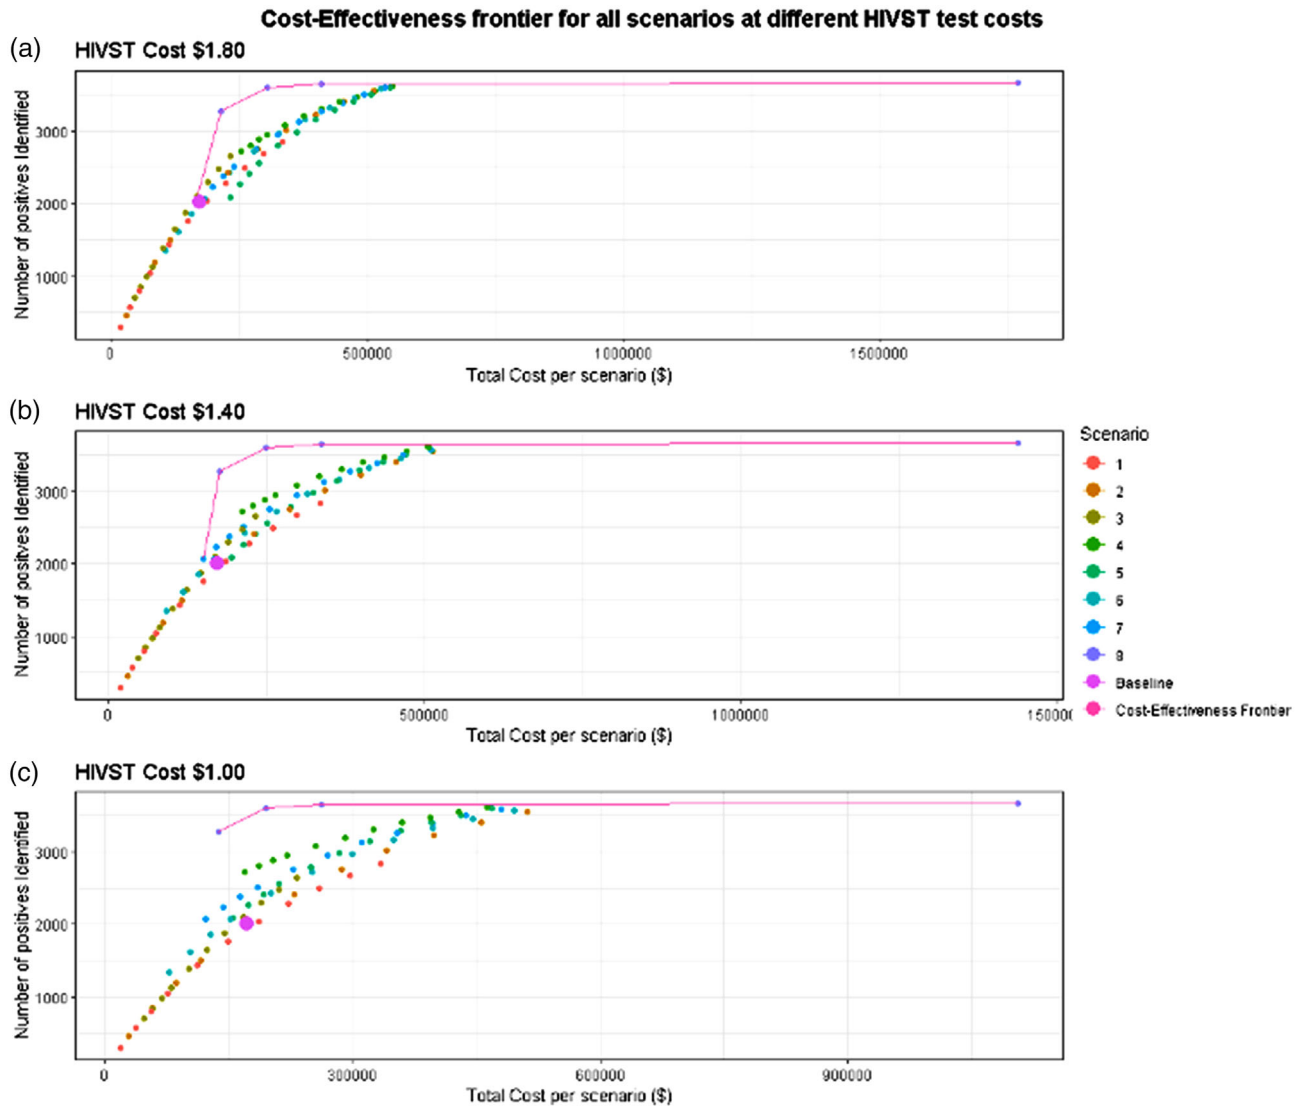 Cost-Effectiveness frontier for all scenarios at different HIVST test costs
(a) HIVST Cost $1.80
Number of positives Identified
3000
2000
1000
0 500000 1000000 1500000
Total Cost per scenario ($)
(b) HIVST Cost $1.40
Number of positves Identified
3000
2000
1000
0 500000 1000000 150000
Total Cost per scenario ($)
Scenario
1
2
3
4
5
6
7
8
Baseline
Cost-Effectiveness Frontier
(c) HIVST Cost $1.00
Number of positives Identified
3000
2000
1000
0 300000 600000 900000
Total Cost per scenario ($)